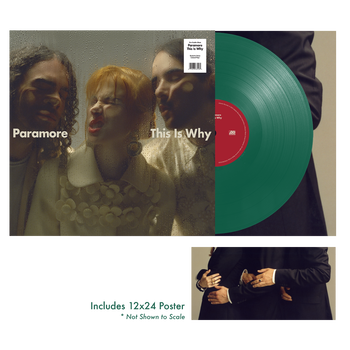 Paramore
This Is Why
Paramore
This Is Why
Includes 12x24 Poster
* Not Shown to Scale